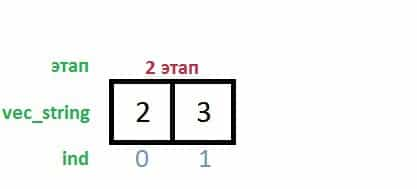 этап 2 этап
vec_string 2 3
ind 0 1